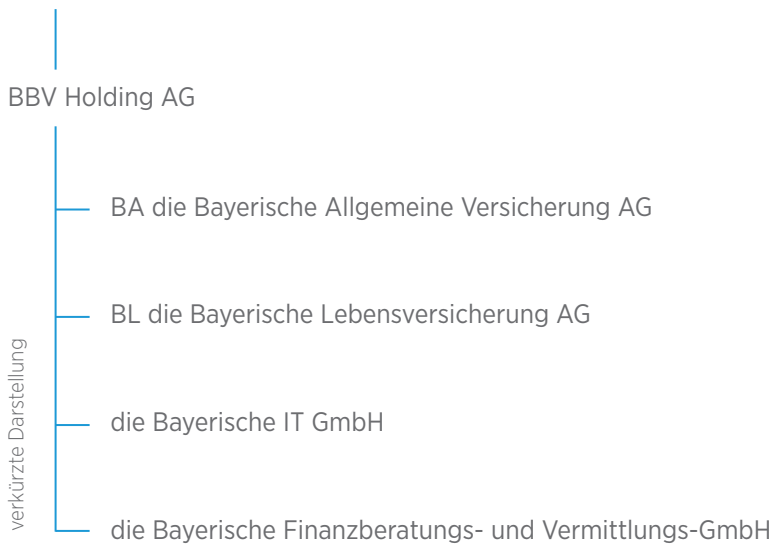 BBV Holding AG
BA die Bayerische Allgemeine Versicherung AG
BL die Bayerische Lebensversicherung AG
die Bayerische IT GmbH
die Bayerische Finanzberatungs- und Vermittlungs-GmbH
verkürzte Darstellung